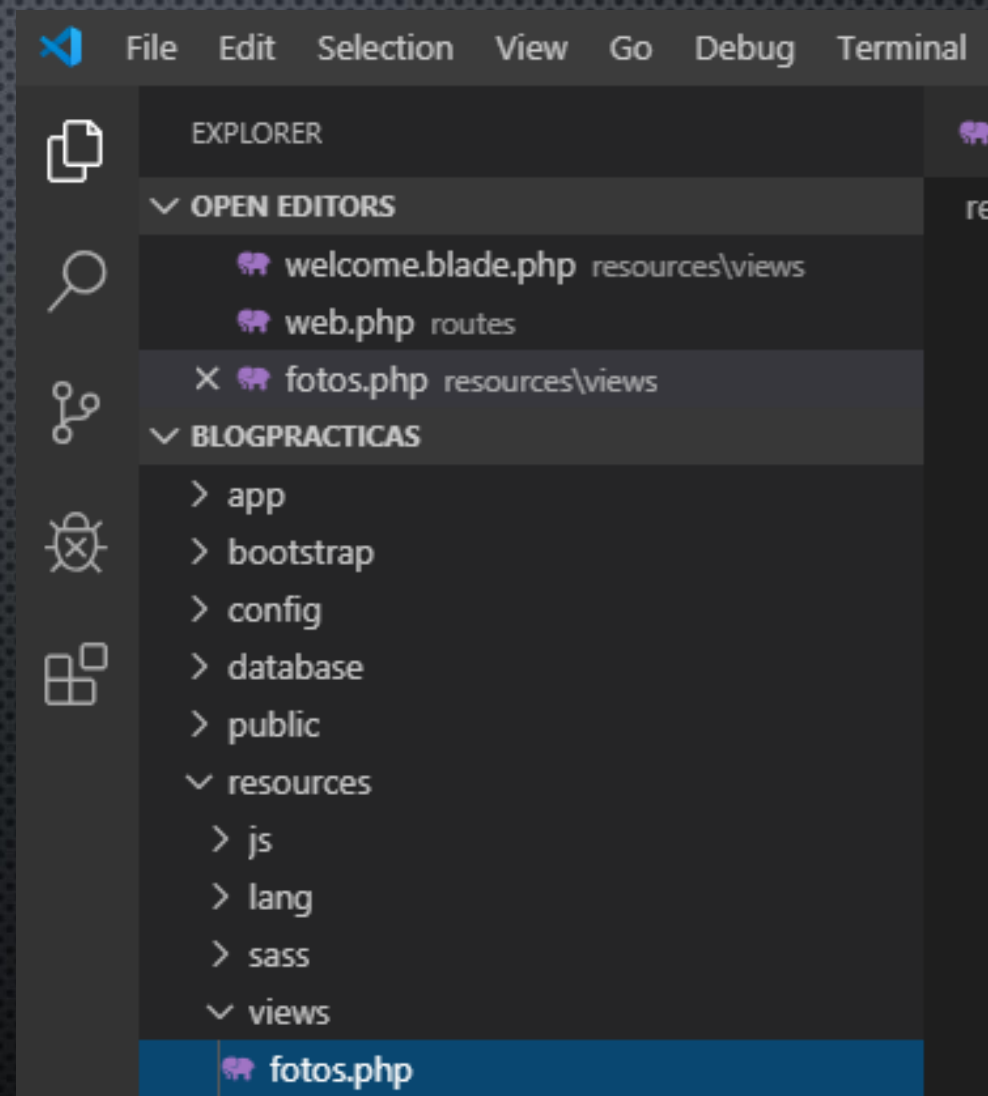 File Edit Selection View Go Debug Terminal
EXPLORER
OPEN EDITORS
welcome.blade.php resources\views
web.php routes
fotos.php resources\views
BLOGPRACTICAS
app
bootstrap
config
database
public
resources
js
lang
sass
views
fotos.php
re